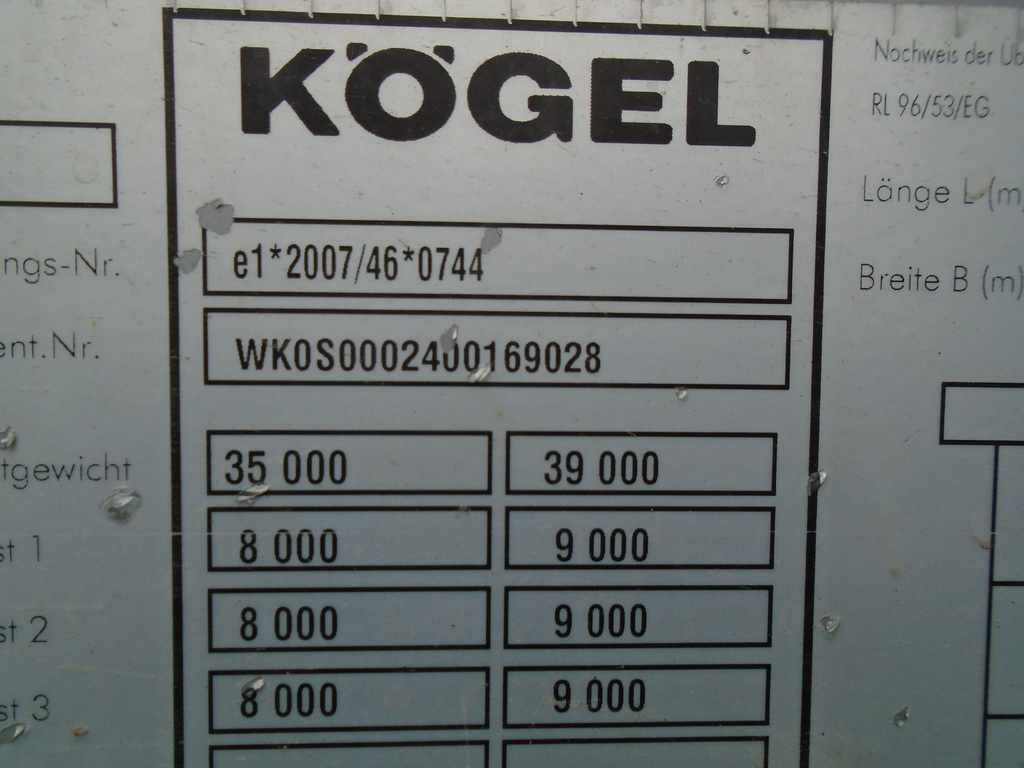 KÖGEL
Nachweis der Üb
RL 96/53/EG
Länge L (m)
ngs-Nr. e1*2007/46*0744
Breite B (m)
ent.Nr. WK0S0002400169028
tgewicht 35 000 39 000
st 1 8 000 9 000
st 2 8 000 9 000
st 3 8 000 9 000